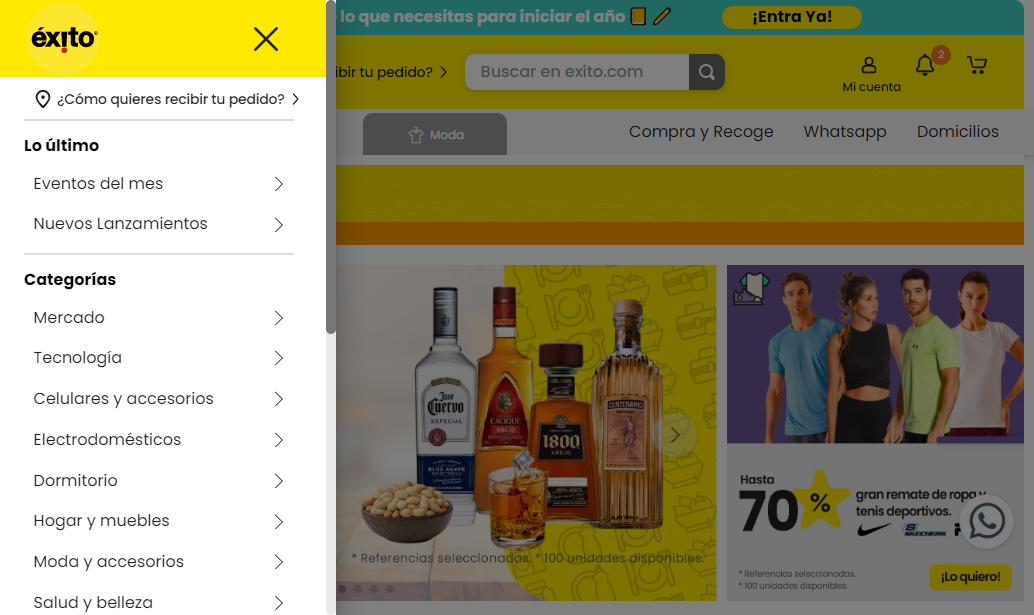 éxito
¿Cómo quieres recibir tu pedido?
Lo último
Eventos del mes
Nuevos Lanzamientos
Categorías
Mercado
Tecnología
Celulares y accesorios
Electrodomésticos
Dormitorio
Hogar y muebles
Moda y accesorios
Salud y belleza
lo que necesitas para iniciar el año
¡Entra Ya!
ibir tu pedido?
Buscar en exito.com
Mi cuenta
2
Moda
Compra y Recoge
Whatsapp
Domicilios
Jose
Cuervo
ESPECIAL
BLUE AGAVE
CACIQUE
AÑEJO
1800
AÑEJO
CENTENARIO
* Referencias seleccionadas. * 100 unidades disponibles.
Hasta
70%
gran remate de ropa y
tenis deportivos.
SKECHERS
* Referencias seleccionadas.
* 100 unidades disponibles.
¡Lo quiero!